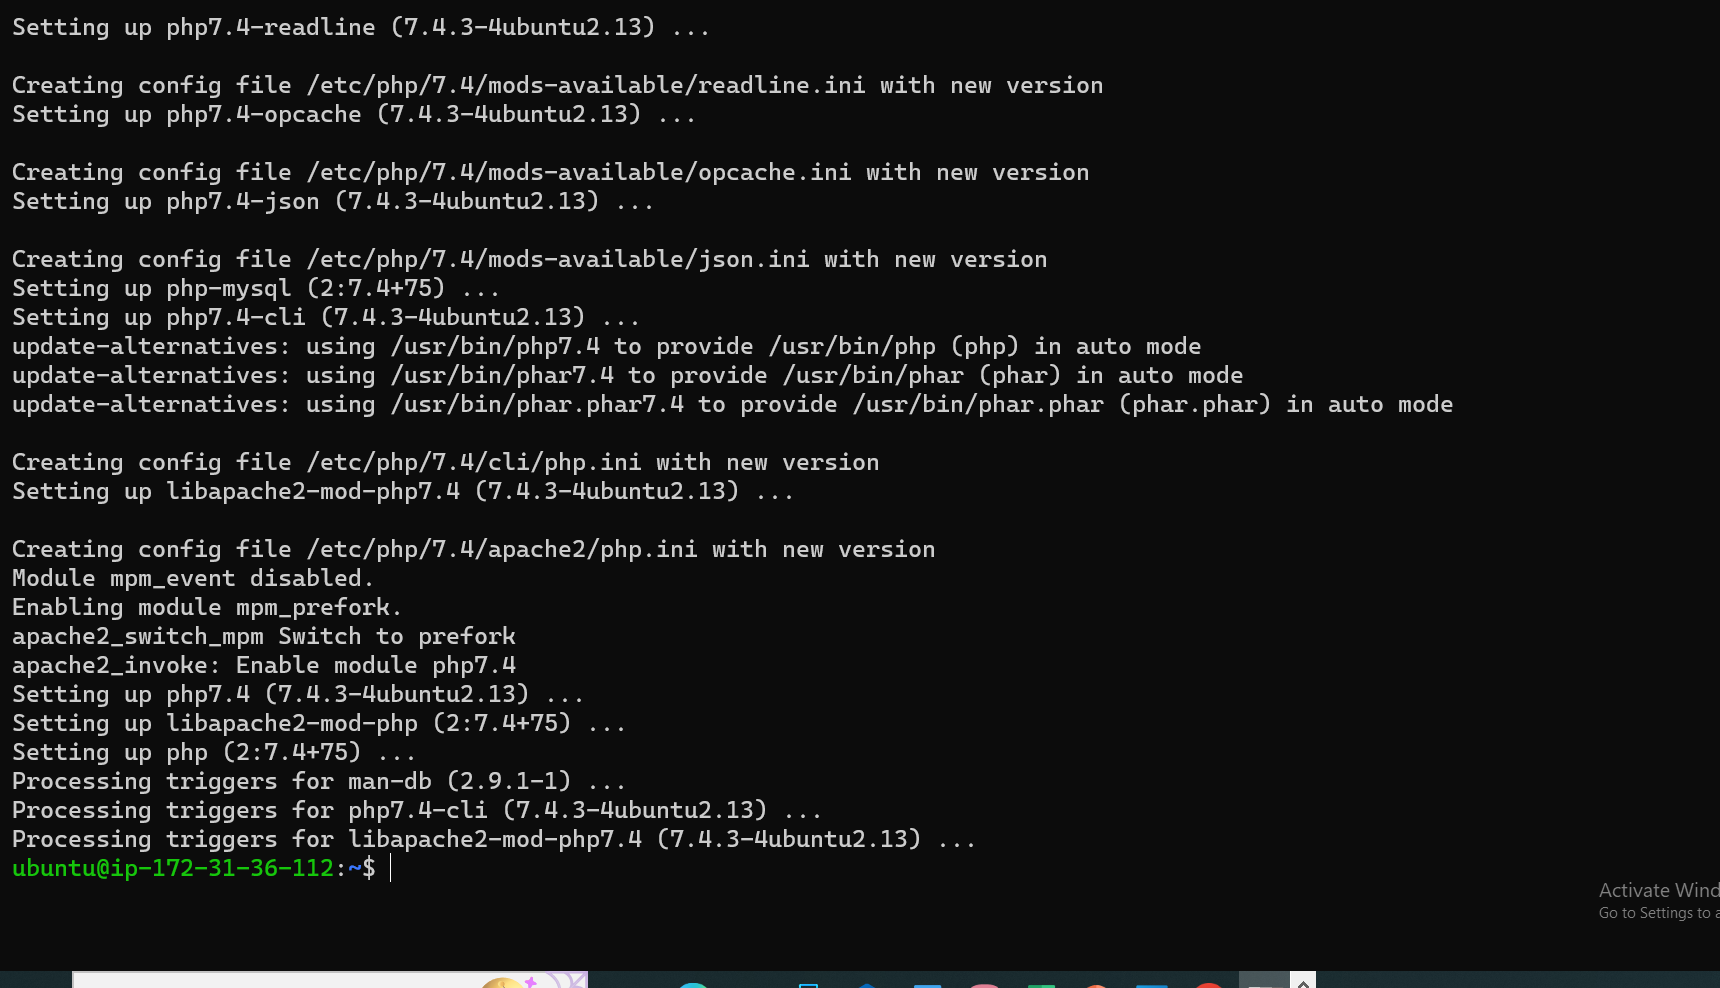 Setting up php7.4-readline (7.4.3-4ubuntu2.13) ...
Creating config file /etc/php/7.4/mods-available/readline.ini with new version
Setting up php7.4-opcache (7.4.3-4ubuntu2.13) ...
Creating config file /etc/php/7.4/mods-available/opcache.ini with new version
Setting up php7.4-json (7.4.3-4ubuntu2.13) ...
Creating config file /etc/php/7.4/mods-available/json.ini with new version
Setting up php-mysql (2:7.4+75) ...
Setting up php7.4-cli (7.4.3-4ubuntu2.13) ...
update-alternatives: using /usr/bin/php7.4 to provide /usr/bin/php (php) in auto mode
update-alternatives: using /usr/bin/phar7.4 to provide /usr/bin/phar (phar) in auto mode
update-alternatives: using /usr/bin/phar.phar7.4 to provide /usr/bin/phar.phar (phar.phar) in auto mode
Creating config file /etc/php/7.4/cli/php.ini with new version
Setting up libapache2-mod-php7.4 (7.4.3-4ubuntu2.13) ...
Creating config file /etc/php/7.4/apache2/php.ini with new version
Module mpm_event disabled.
Enabling module mpm_prefork.
apache2_switch_mpm Switch to prefork
apache2_invoke: Enable module php7.4
Setting up php7.4 (7.4.3-4ubuntu2.13) ...
Setting up libapache2-mod-php (2:7.4+75) ...
Setting up php (2:7.4+75) ...
Processing triggers for man-db (2.9.1-1) ...
Processing triggers for php7.4-cli (7.4.3-4ubuntu2.13) ...
Processing triggers for libapache2-mod-php7.4 (7.4.3-4ubuntu2.13) ...
ubuntu@ip-172-31-36-112:~$
Activate Wind
Go to Settings to a